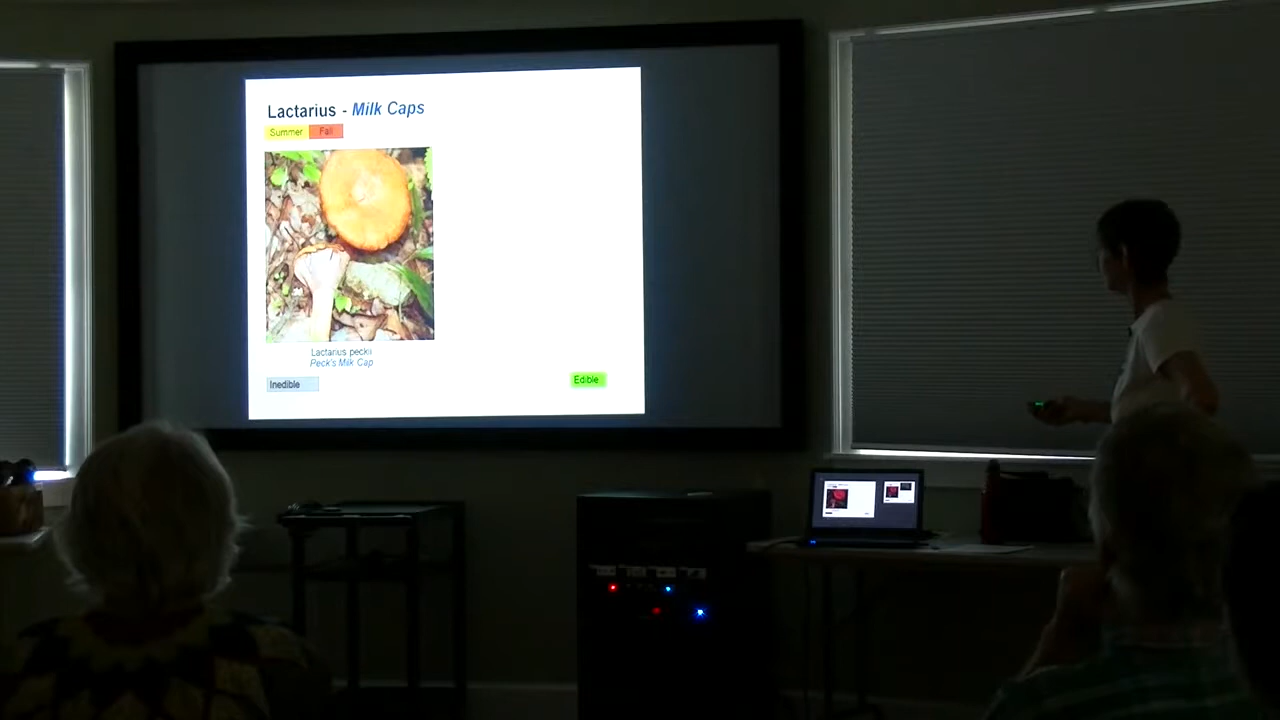 Lactarius - Milk Caps
Summer Fall
Lactarius peckii
Peck's Milk Cap
Inedible
Edible